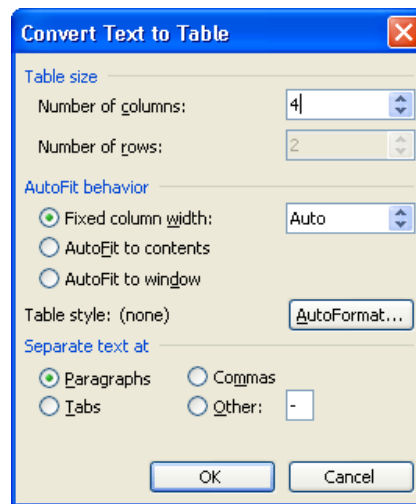 Convert Text to Table
Table size
Number of columns: 4
Number of rows: 2
AutoFit behavior
Fixed column width: Auto
AutoFit to contents
AutoFit to window
Table style: (none) AutoFormat...
Separate text at
Paragraphs Commas
Tabs Other: -
OK Cancel